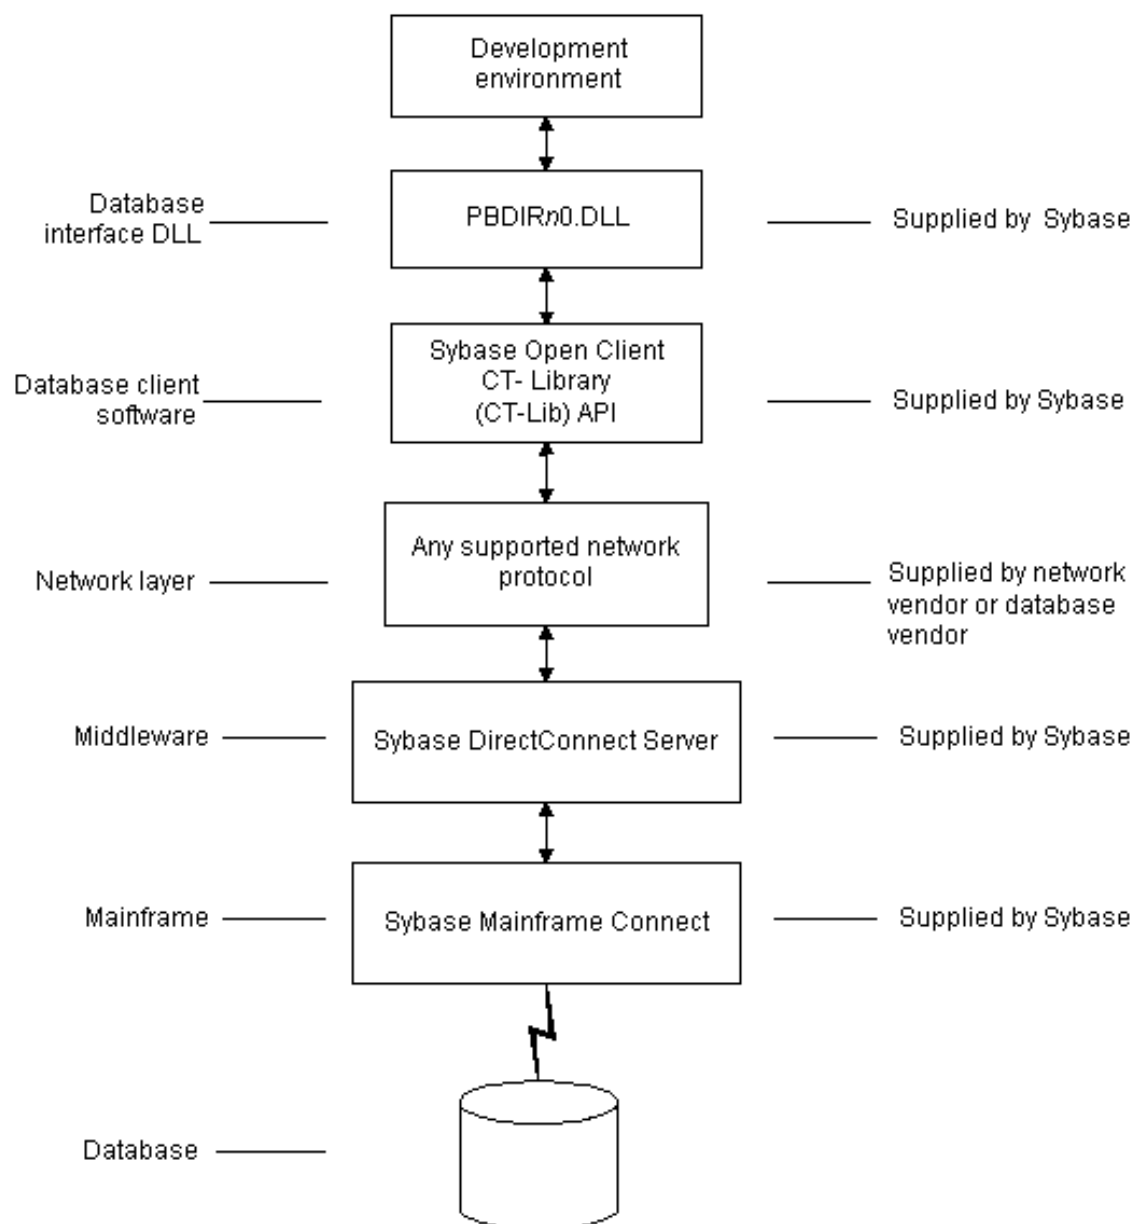 Development
environment
Database
interface DLL
PBDIRn0.DLL
Supplied by Sybase
Database client
software
Sybase Open Client
CT- Library
(CT-Lib) API
Supplied by Sybase
Network layer
Any supported network
protocol
Supplied by network
vendor or database
vendor
Middleware
Sybase DirectConnect Server
Supplied by Sybase
Mainframe
Sybase Mainframe Connect
Supplied by Sybase
Database